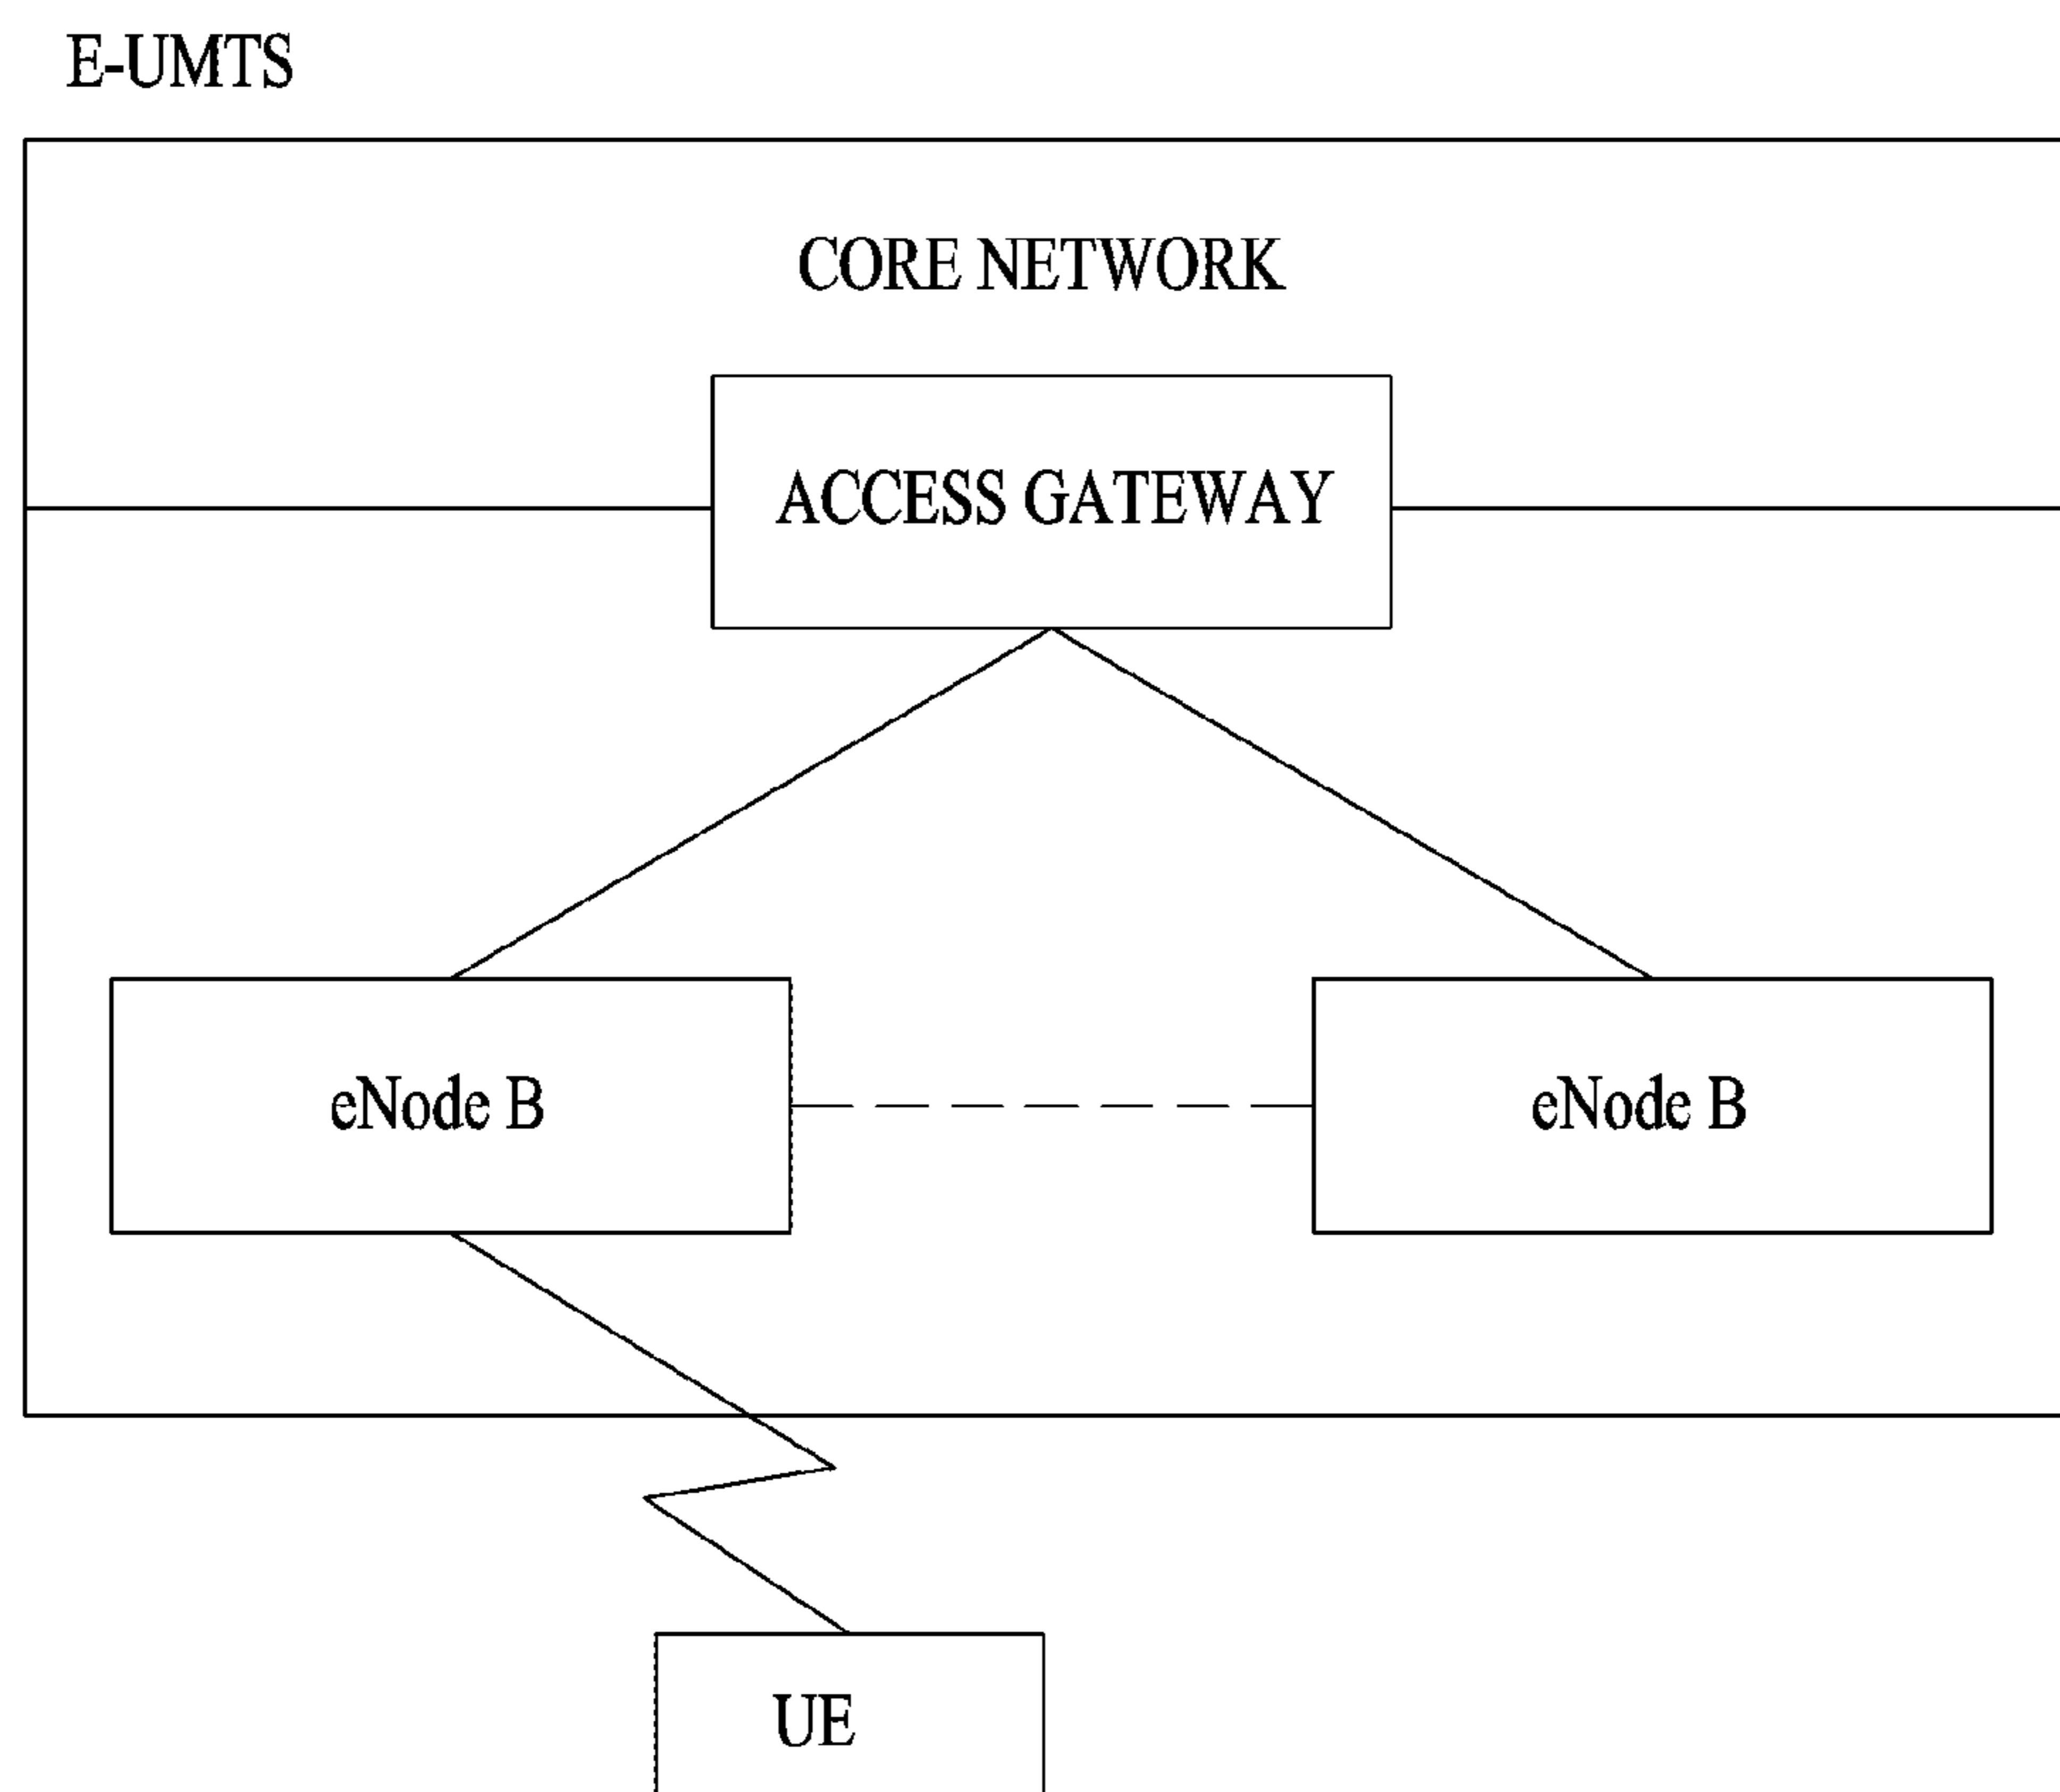 E-UMTS
CORE NETWORK
ACCESS GATEWAY
eNode B
eNode B
UE